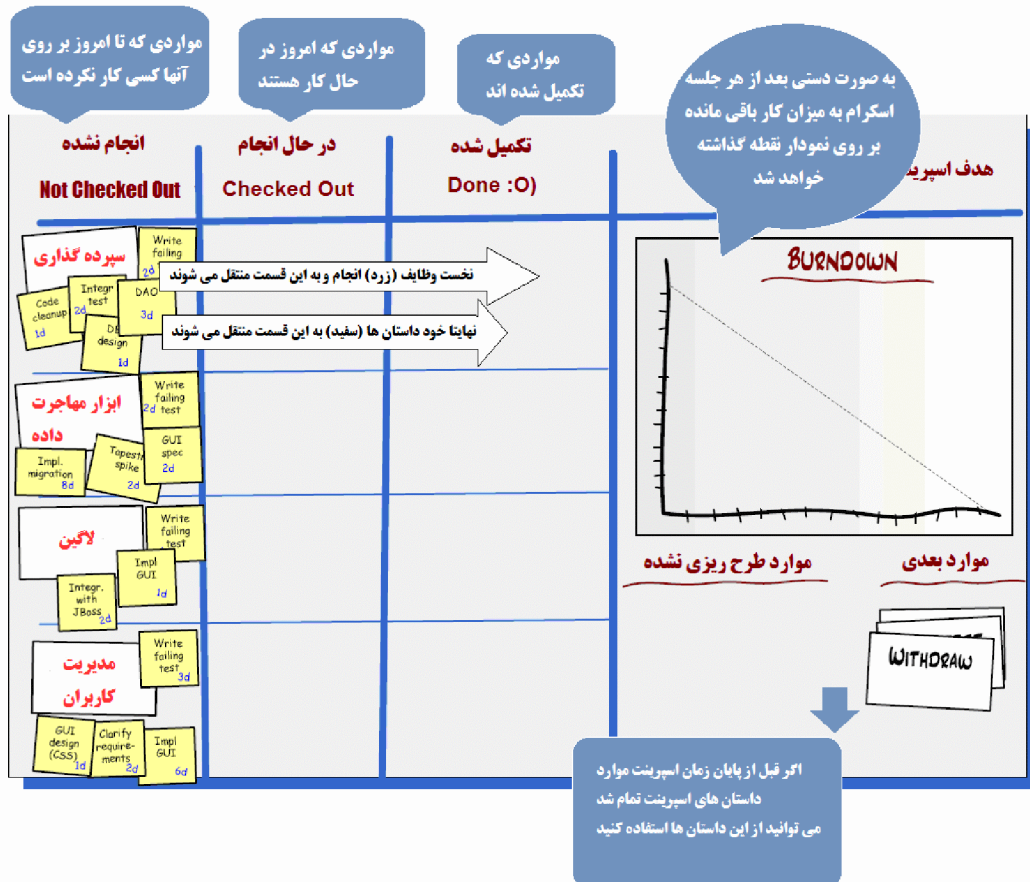 مواردی که تا امروز بر روی
آنها کسی کار نکرده است
مواردی که امروز در
حال کار هستند
مواردی که
تکمیل شده اند
به صورت دستی بعد از هر جلسه
اسکرام به میزان کار باقی مانده
بر روی نمودار نقطه گذاشته
خواهد شد
انجام نشده
Not Checked Out
در حال انجام
Checked Out
تکمیل شده
Done :O)
هدف
سپرده گذاری
Write
failing
2d
Code
cleanup
1d
Integr
test
2d
DAO
3d
design
1d
نخست وظایف (زرد) انجام و به این قسمت منتقل می شوند
نهایتا خود داستان ها (سفید) به این قسمت منتقل می شوند
ابزار مهاجرت
داده
Write
failing
test
2d
GUI
spec
2d
Impl.
migration
8d
spike
2d
لاگین
Write
failing
test
Impl
GUI
1d
Integr.
with
JBoss
2d
مدیریت
کاربران
Write
failing
test
3d
GUI
design
(CSS)
1d
Clarify
require-
ments
2d
Impl
GUI
6d
BURNDOWN
موارد طرح ریزی نشده
موارد بعدی
WITHDRAW
اگر قبل از پایان زمان اسپرینت موارد
داستان های اسپرینت تمام شد
می توانید از این داستان ها استفاده کنید